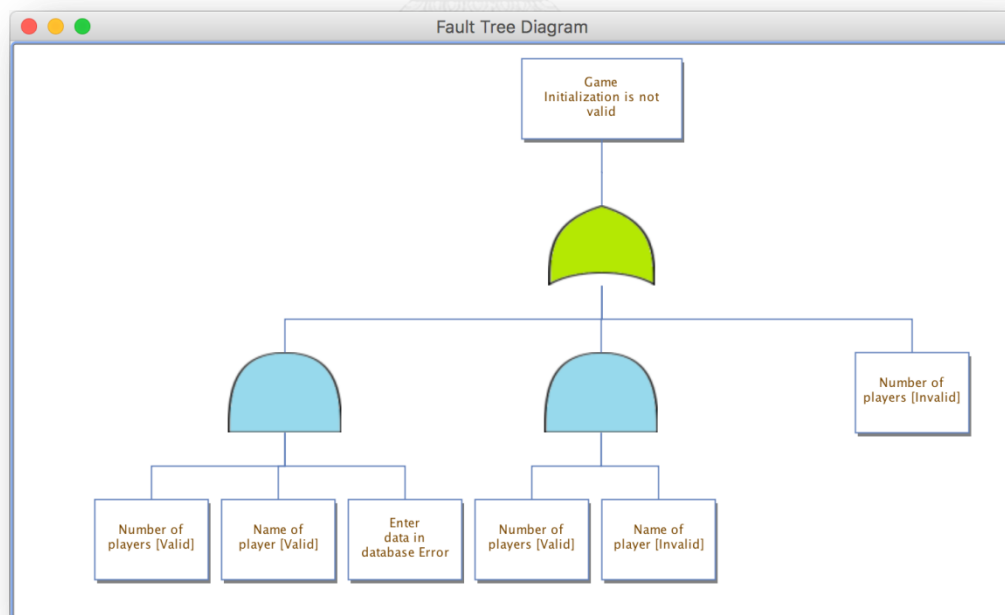 Fault Tree Diagram
Game
Initialization is not
valid
Number of
players [Invalid]
Number of
players [Valid]
Name of
player [Valid]
Enter
data in
database Error
Number of
players [Valid]
Name of
player [Invalid]